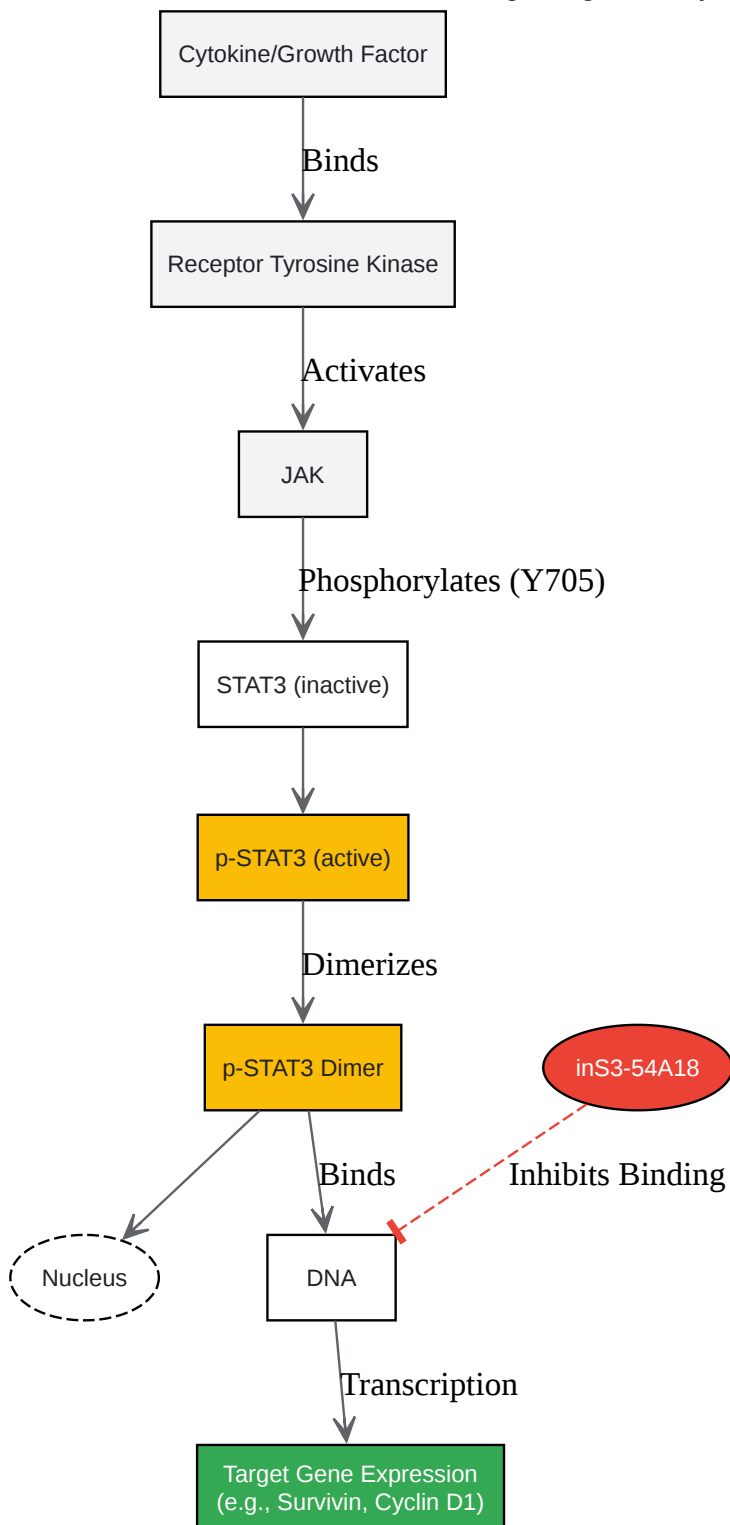 Cytokine/Growth Factor
Binds
Receptor Tyrosine Kinase
Activates
JAK
Phosphorylates (Y705)
STAT3 (inactive)
p-STAT3 (active)
Dimerizes
p-STAT3 Dimer
inS3-54A18
Binds
Inhibits Binding
Nucleus
DNA
Transcription
Target Gene Expression
(e.g., Survivin, Cyclin D1)